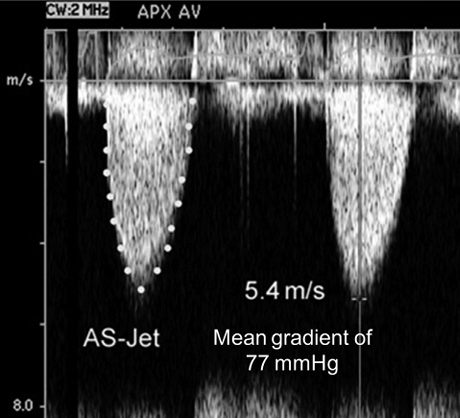 CW:2 MHz APX AV
m/s
5.4 m/s
AS-Jet
Mean gradient of
77 mmHg
8.0